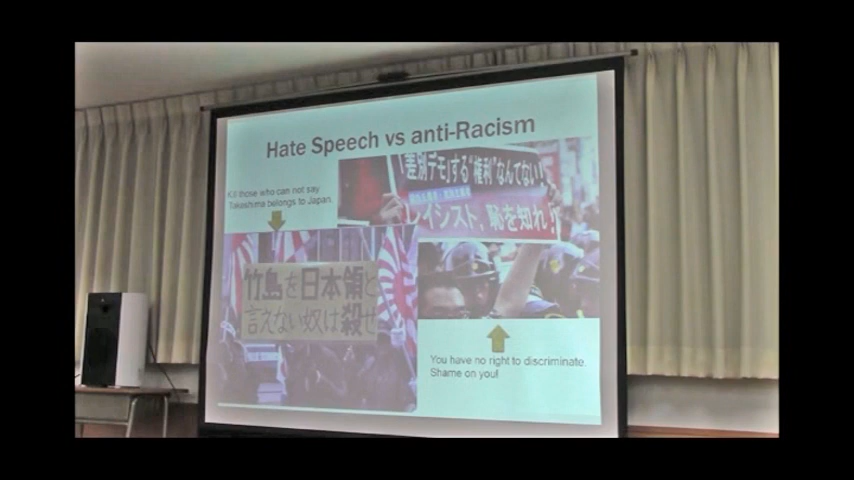 Hate Speech vs anti-Racism
Kill those who can not say
Takeshima belongs to Japan.
「差別デモ」する“権利”なんてない!
レイシスト、恥を知れ!
竹島を日本領と
言えない奴は殺せ
You have no right to discriminate.
Shame on you!